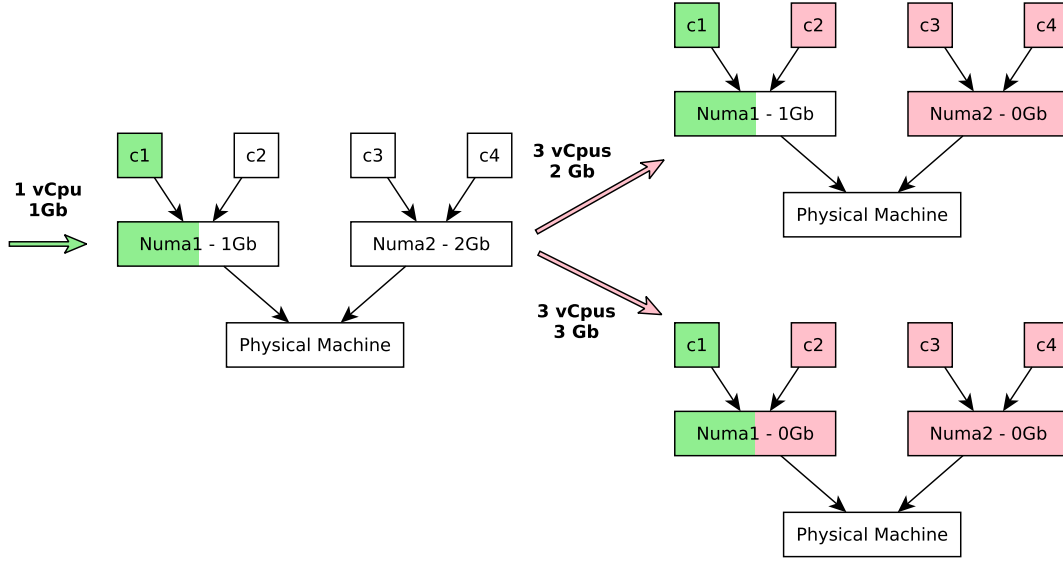 1 vCpu
1Gb
c1
c2
c3
c4
Numa1 - 1Gb
Numa2 - 2Gb
Physical Machine
3 vCpus
2 Gb
c1
c2
c3
c4
Numa1 - 1Gb
Numa2 - 0Gb
Physical Machine
3 vCpus
3 Gb
c1
c2
c3
c4
Numa1 - 0Gb
Numa2 - 0Gb
Physical Machine